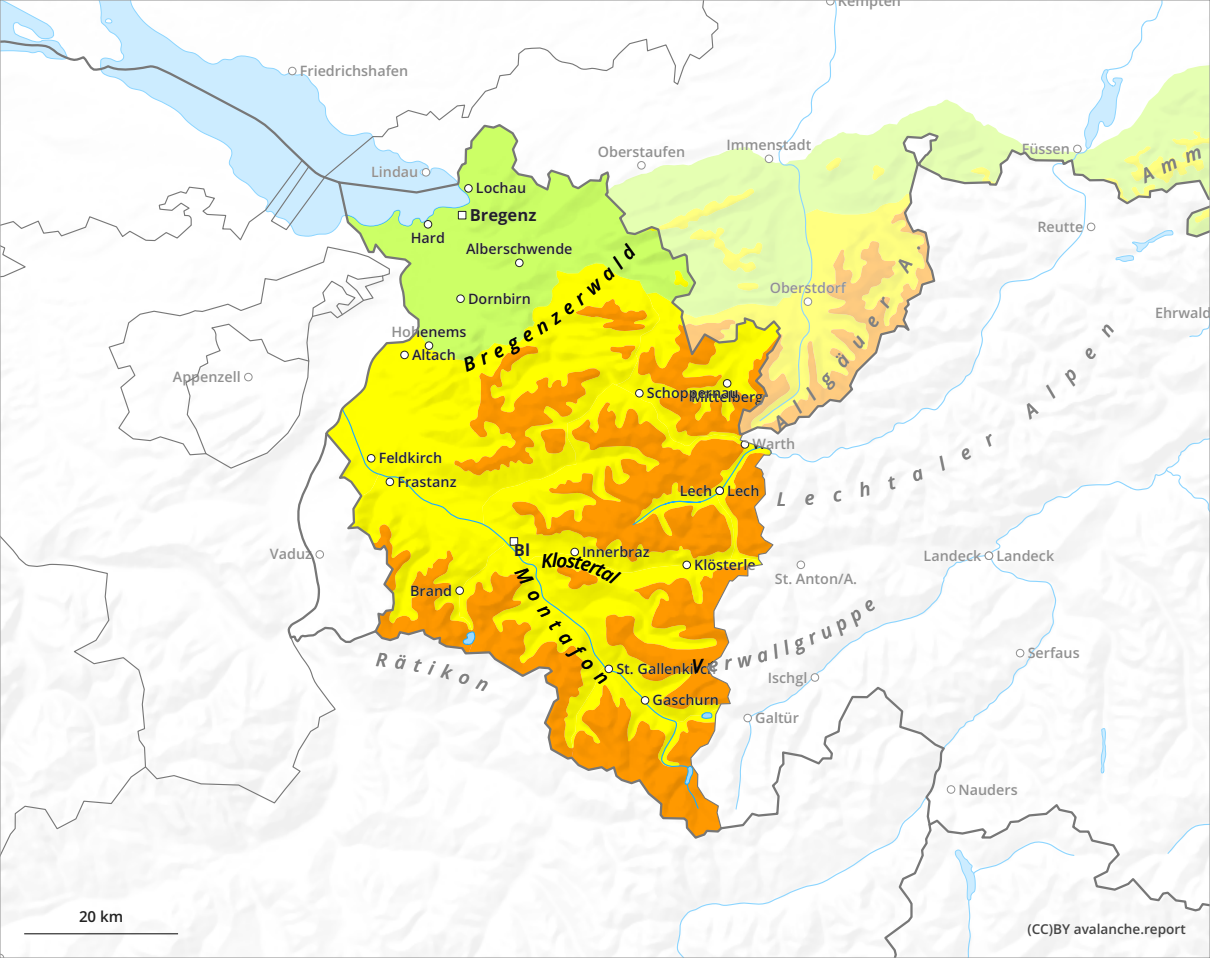 Kempten
Friedrichshafen
Oberstaufen
Immenstadt
Füssen
Amm
Lindau
Lochau
Bregenz
Hard
Reutte
Alberschwende
Bregenzerwald
Allgäuer A.
Dornbirn
Oberstdorf
Ehrwald
Hohenems
Altach
Appenzell
Schoppernau
Mittelberg
Lechtaler Alpen
Warth
Feldkirch
Frastanz
Lech Lech
Vaduz
Bl
Klostertal
Innerbraz
Klösterle
St. Anton/A.
Landeck Landeck
Brand
Montafon
Verwallgruppe
Rätikon
St. Gallenkirch
Serfaus
Ischgl
Gaschurn
Galtür
Nauders
20 km
(CC)BY avalanche.report